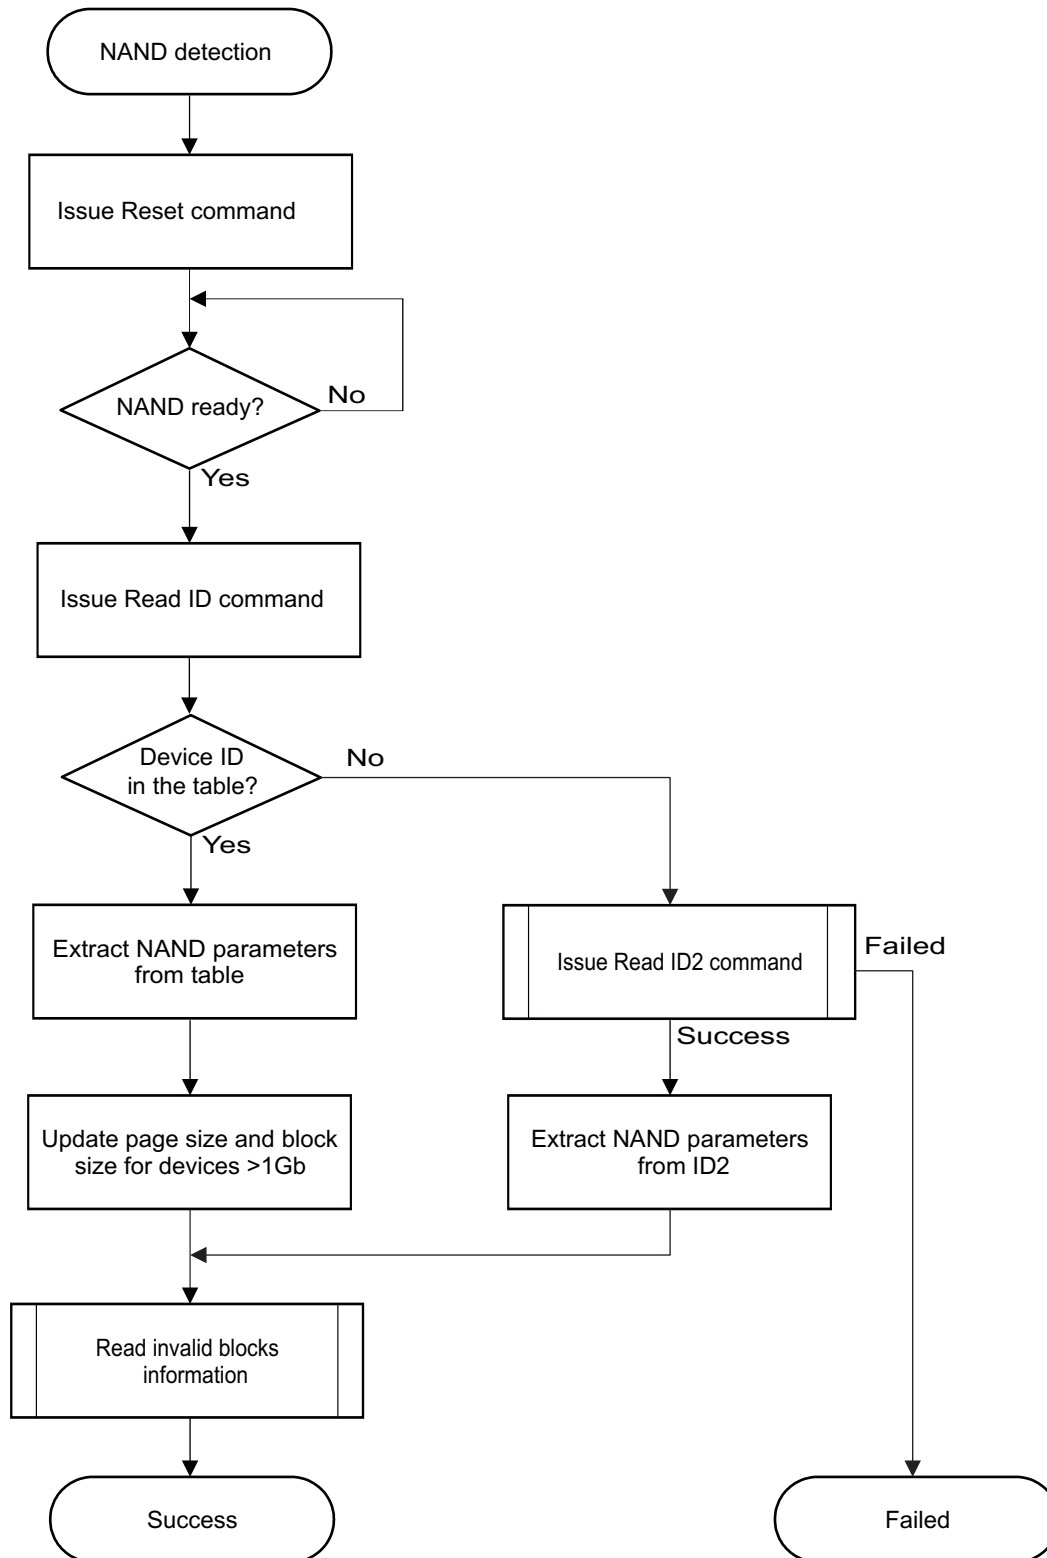 NAND detection
Issue Reset command
NAND ready?
No
Yes
Issue Read ID command
Device ID
in the table?
No
Yes
Extract NAND parameters
from table
Issue Read ID2 command
Failed
Success
Update page size and block
size for devices >1Gb
Extract NAND parameters
from ID2
Read invalid blocks
information
Success
Failed